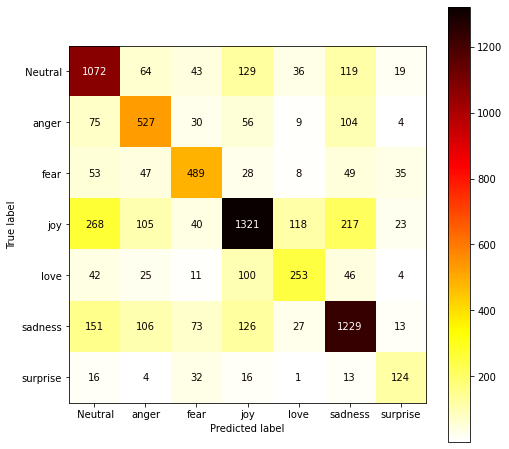 Neutral 1072 64 43 129 36 119 19
anger 75 527 30 56 9 104 4
fear 53 47 489 28 8 49 35
joy 268 105 40 1321 118 217 23
love 42 25 11 100 253 46 4
sadness 151 106 73 126 27 1229 13
surprise 16 4 32 16 1 13 124
Neutral anger fear joy love sadness surprise
Predicted label
True label
1200
1000
800
600
400
200